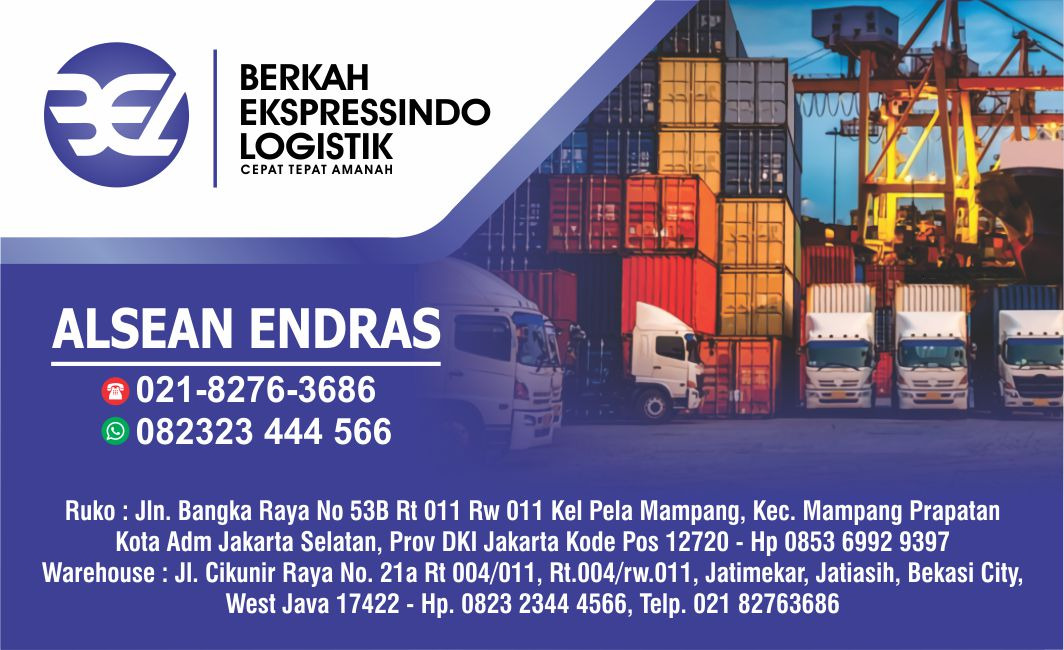 BEL
BERKAH
EKSPRESSINDO
LOGISTIK
CEPAT TEPAT AMANAH
ALSEAN ENDRAS
021-8276-3686
082323 444 566
Ruko : Jln. Bangka Raya No 53B Rt 011 Rw 011 Kel Pela Mampang, Kec. Mampang Prapatan
Kota Adm Jakarta Selatan, Prov DKI Jakarta Kode Pos 12720 - Hp 0853 6992 9397
Warehouse : Jl. Cikunir Raya No. 21a Rt 004/011, Rt.004/rw.011, Jatimekar, Jatiasih, Bekasi City,
West Java 17422 - Hp. 0823 2344 4566, Telp. 021 82763686